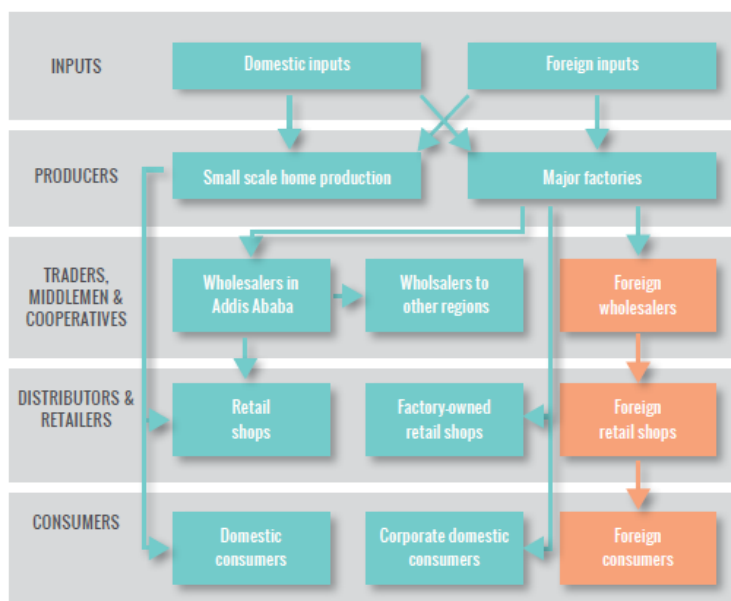 INPUTS
Domestic inputs
Foreign inputs
PRODUCERS
Small scale home production
Major factories
TRADERS,
MIDDLEMEN &
COOPERATIVES
Wholesalers in
Addis Ababa
Wholsalers to
other regions
Foreign
wholesalers
DISTRIBUTORS &
RETAILERS
Retail
shops
Factory-owned
retail shops
Foreign
retail shops
CONSUMERS
Domestic
consumers
Corporate domestic
consumers
Foreign
consumers